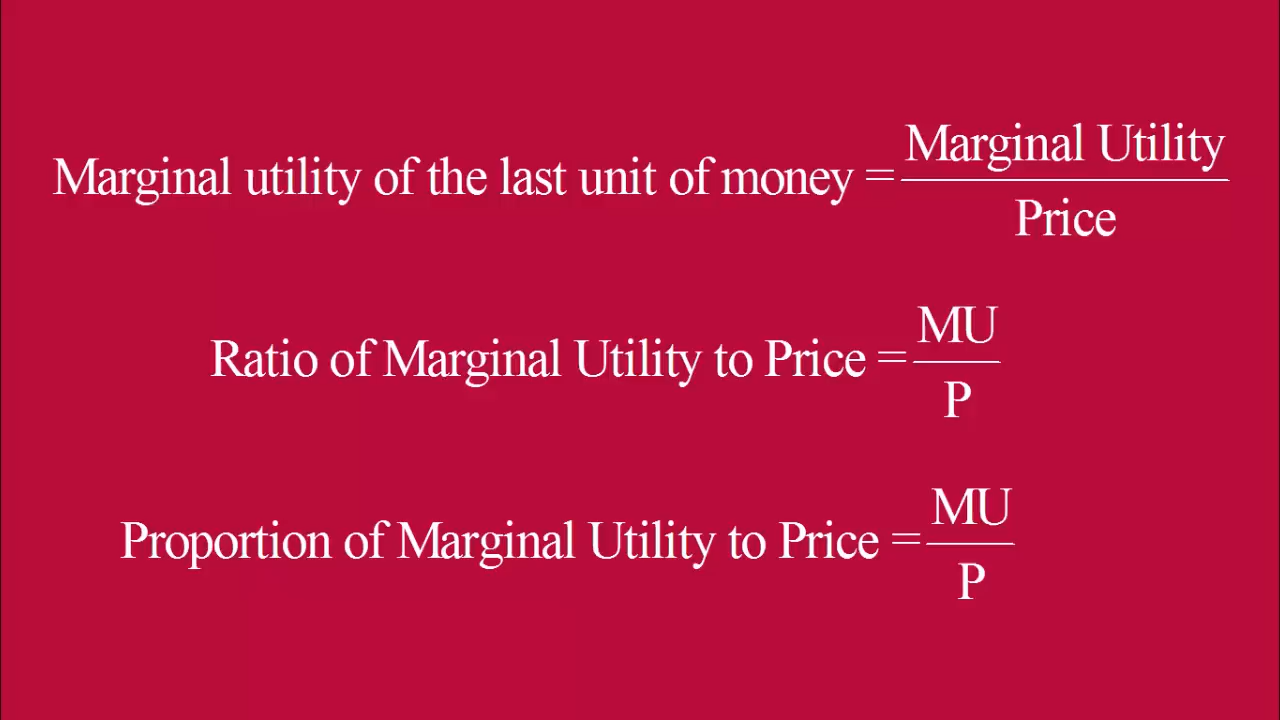 Marginal utility of the last unit of money = Marginal Utility / Price
Ratio of Marginal Utility to Price = MU / P
Proportion of Marginal Utility to Price = MU / P